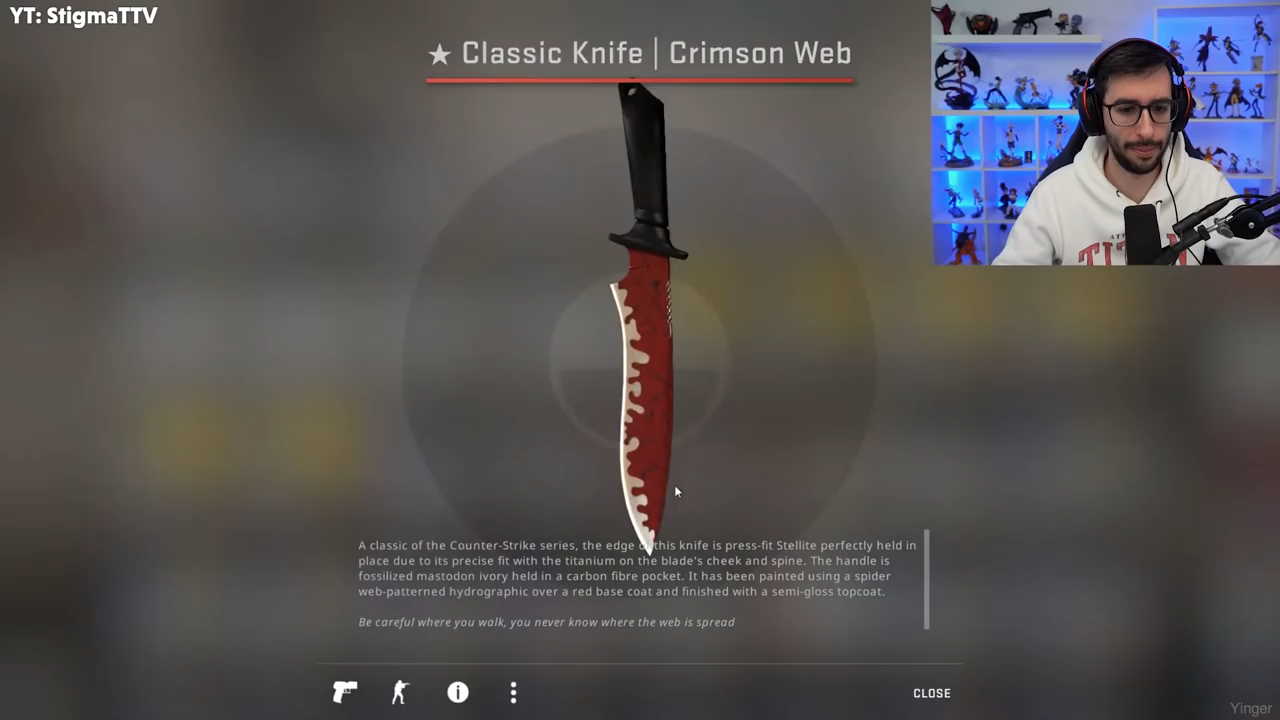 YT: StigmaTTV
★ Classic Knife | Crimson Web
A classic of the Counter-Strike series, the edge of this knife is press-fit Stellite perfectly held in
place due to its precise fit with the titanium on the blade's cheek and spine. The handle is
fossilized mastodon ivory held in a carbon fibre pocket. It has been painted using a spider
web-patterned hydrographic over a red base coat and finished with a semi-gloss topcoat.
Be careful where you walk, you never know where the web is spread
CLOSE
Yinger